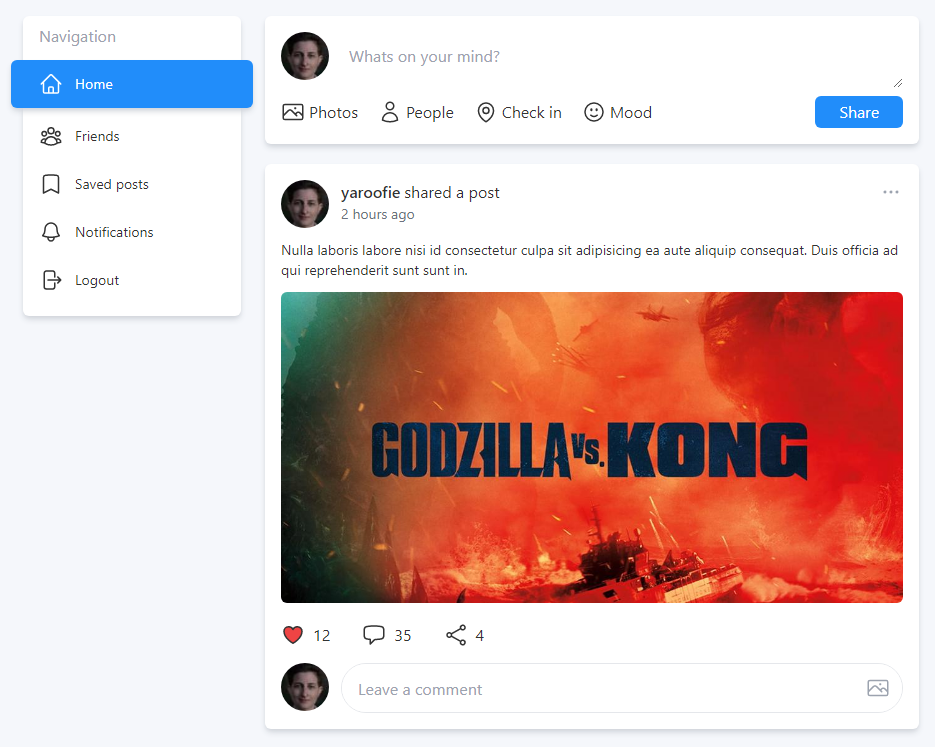 Navigation
Home
Friends
Saved posts
Notifications
Logout
Whats on your mind?
Photos People Check in Mood Share
yaroofie shared a post
2 hours ago
Nulla laboris labore nisi id consectetur culpa sit adipisicing ea aute aliquip consequat. Duis officia ad
qui reprehenderit sunt sunt in.
GODZILLA VS. KONG
12 35 4
Leave a comment